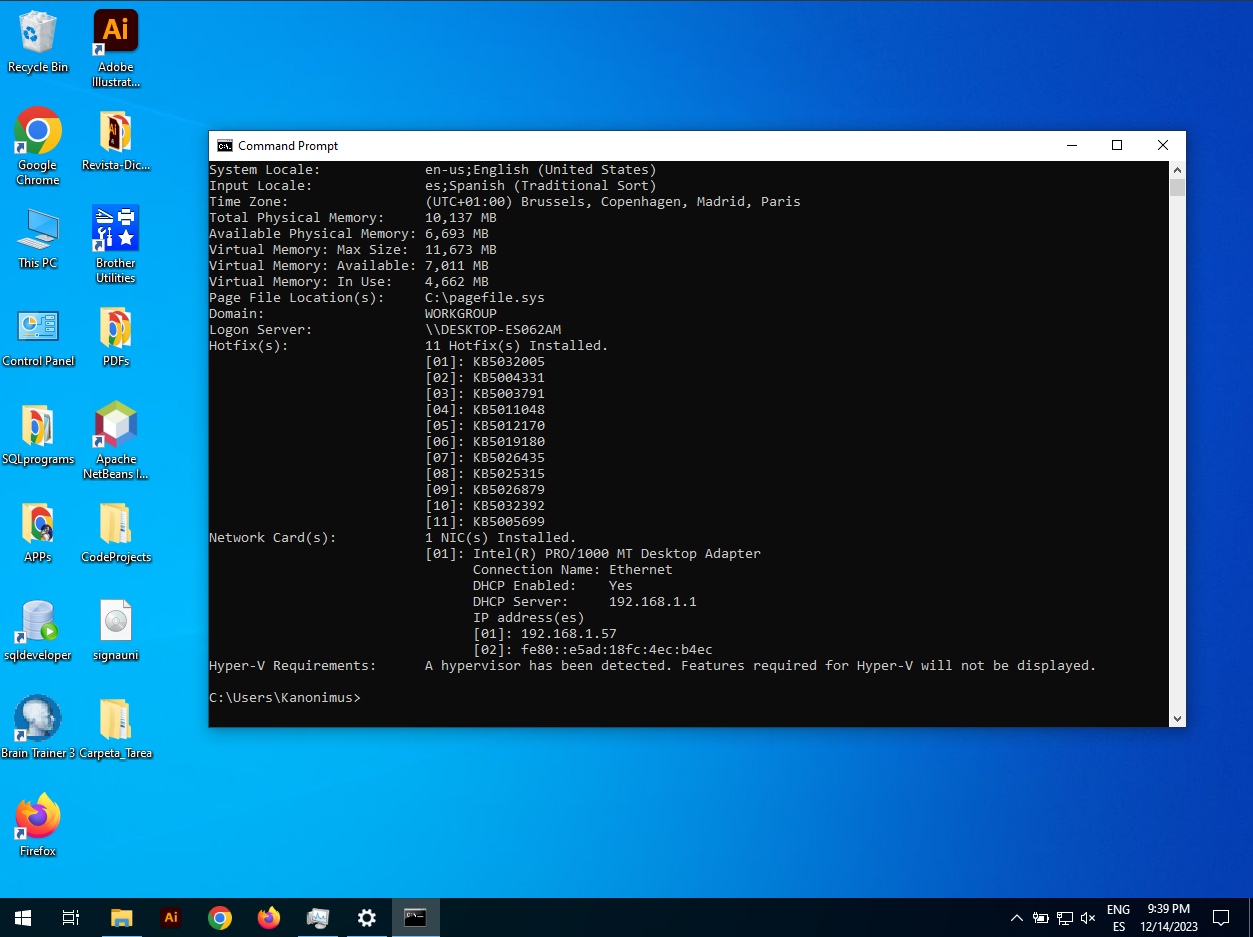 Recycle Bin
Ai
Adobe
Illustrat...
Google
Chrome
Revista-Dic...
This PC
Brother
Utilities
Control Panel
PDFs
SQLprograms
Apache
NetBeans I...
APPs
CodeProjects
sqldeveloper
signauni
Brain Trainer 3
Carpeta_Tarea
Firefox
Command Prompt
System Locale: en-us;English (United States)
Input Locale: es;Spanish (Traditional Sort)
Time Zone: (UTC+01:00) Brussels, Copenhagen, Madrid, Paris
Total Physical Memory: 10,137 MB
Available Physical Memory: 6,693 MB
Virtual Memory: Max Size: 11,673 MB
Virtual Memory: Available: 7,011 MB
Virtual Memory: In Use: 4,662 MB
Page File Location(s): C:\pagefile.sys
Domain: WORKGROUP
Logon Server: \\DESKTOP-ES062AM
Hotfix(s): 11 Hotfix(s) Installed.
[01]: KB5032005
[02]: KB5004331
[03]: KB5003791
[04]: KB5011048
[05]: KB5012170
[06]: KB5019180
[07]: KB5026435
[08]: KB5025315
[09]: KB5026879
[10]: KB5032392
[11]: KB5005699
Network Card(s): 1 NIC(s) Installed.
[01]: Intel(R) PRO/1000 MT Desktop Adapter
Connection Name: Ethernet
DHCP Enabled: Yes
DHCP Server: 192.168.1.1
IP address(es)
[01]: 192.168.1.57
[02]: fe80::e5ad:18fc:4ec:b4ec
Hyper-V Requirements: A hypervisor has been detected. Features required for Hyper-V will not be displayed.
C:\Users\Kanonimus>
Ai
ENG
ES
9:39 PM
12/14/2023